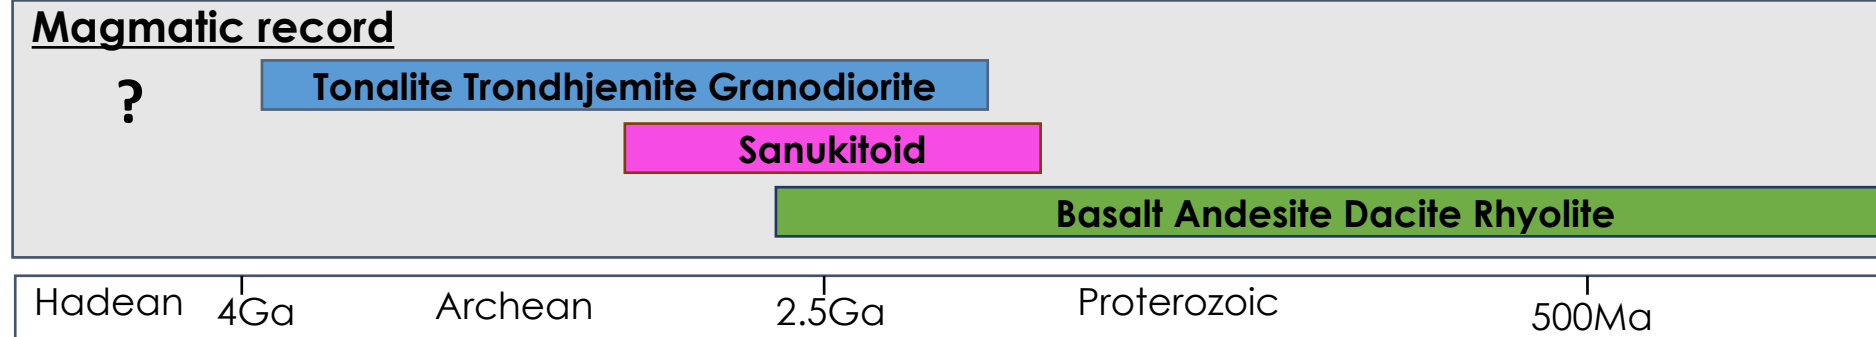 Magmatic record
?
Tonalite Trondhjemite Granodiorite
Sanukitoid
Basalt Andesite Dacite Rhyolite
Hadean 4Ga Archean 2.5Ga Proterozoic 500Ma